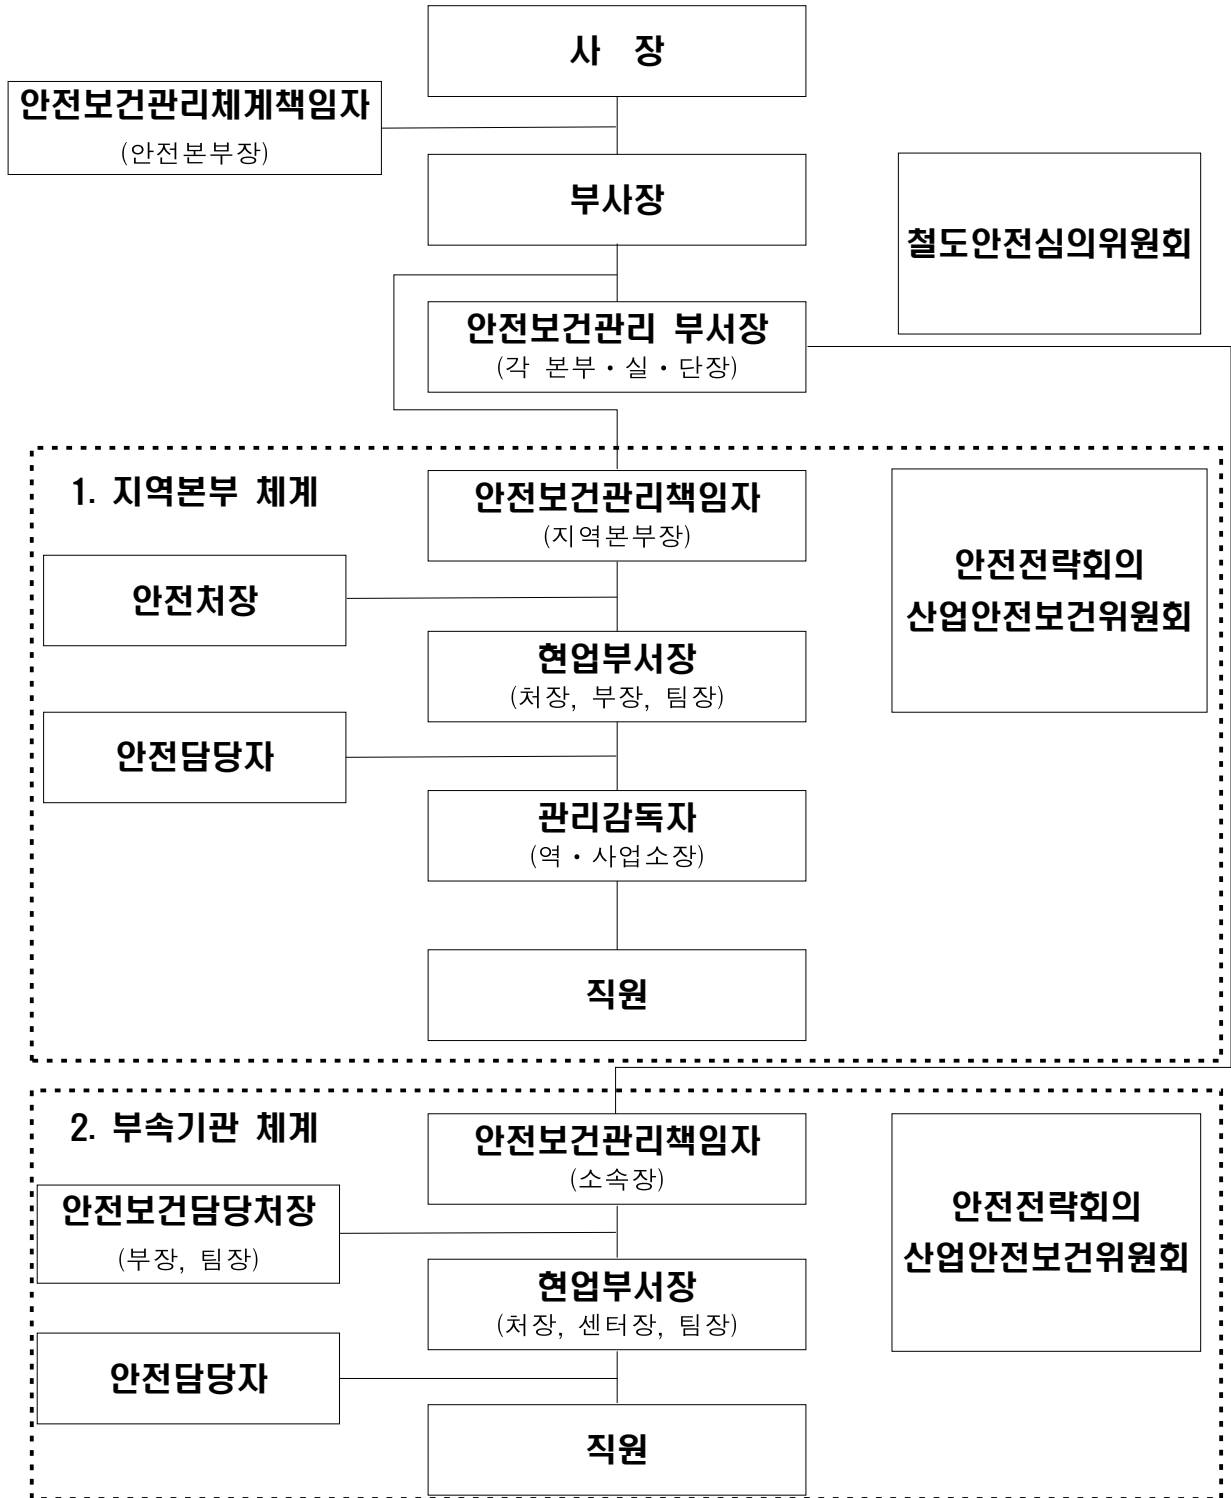 사 장
안전보건관리체계책임자
(안전본부장)
부사장
철도안전심의위원회
안전보건관리 부서장
(각 본부・실・단장)
1. 지역본부 체계
안전보건관리책임자
(지역본부장)
안전전략회의
산업안전보건위원회
안전처장
현업부서장
(처장, 부장, 팀장)
안전담당자
관리감독자
(역・사업소장)
직원
2. 부속기관 체계
안전보건관리책임자
(소속장)
안전전략회의
산업안전보건위원회
안전보건담당처장
(부장, 팀장)
현업부서장
(처장, 센터장, 팀장)
안전담당자
직원